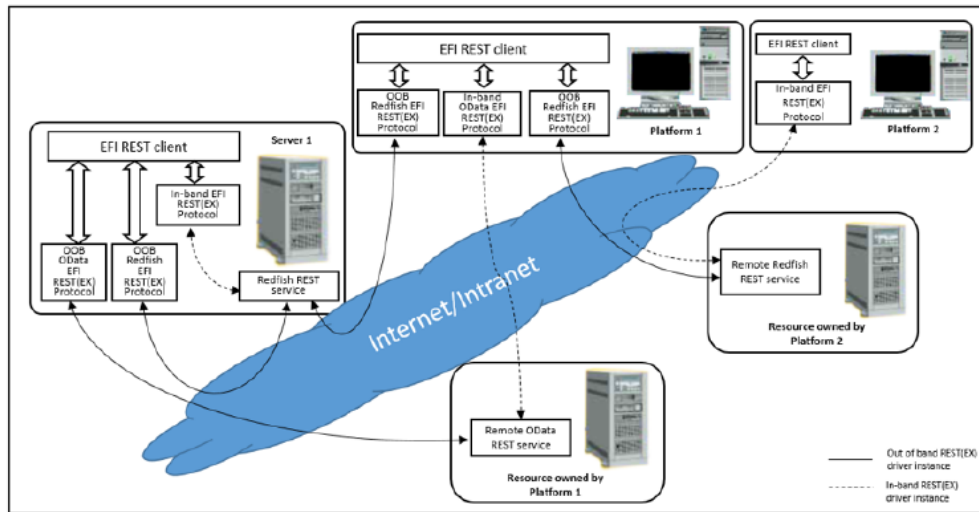 EFI REST client
OOB
Redfish EFI
REST(EX)
Protocol
In-band
OData EFI
REST(EX)
Protocol
OOB
Redfish EFI
REST(EX)
Protocol
Platform 1
EFI REST client
In-band EFI
REST(EX)
Protocol
Platform 2
Server 1
EFI REST client
In-band EFI
REST(EX)
Protocol
OOB
OData
EFI
REST(EX)
Protocol
OOB
Redfish
EFI
REST(EX)
Protocol
Redfish REST
service
Internet/Intranet
Remote Redfish
REST service
Resource owned by
Platform 2
Remote OData
REST service
Resource owned by
Platform 1
Out of band REST(EX)
driver instance
In-band REST(EX)
driver instance